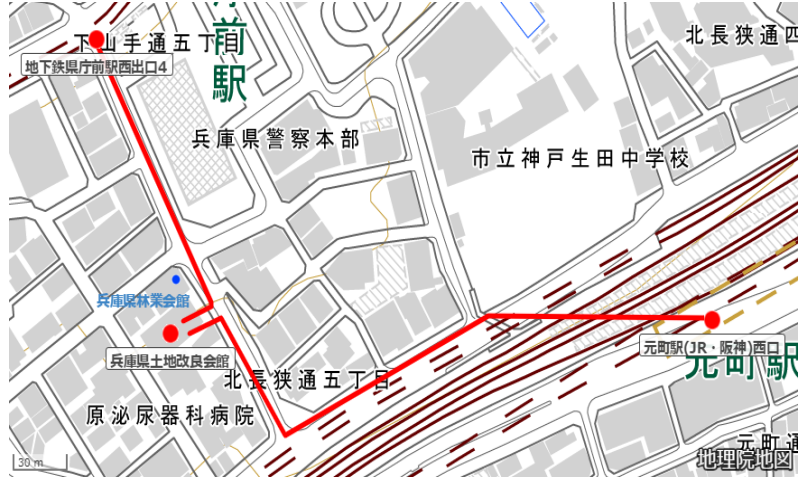 下山手通五丁目
庁前駅
北長狭通四
地下鉄県庁前駅西出口4
兵庫県警察本部
市立神戸生田中学校
兵庫県林業会館
兵庫県土地改良会館
元町駅(JR・阪神)西口
元町駅
北長狭通五丁目
原泌尿器科病院
元町通
30 m
地理院地図